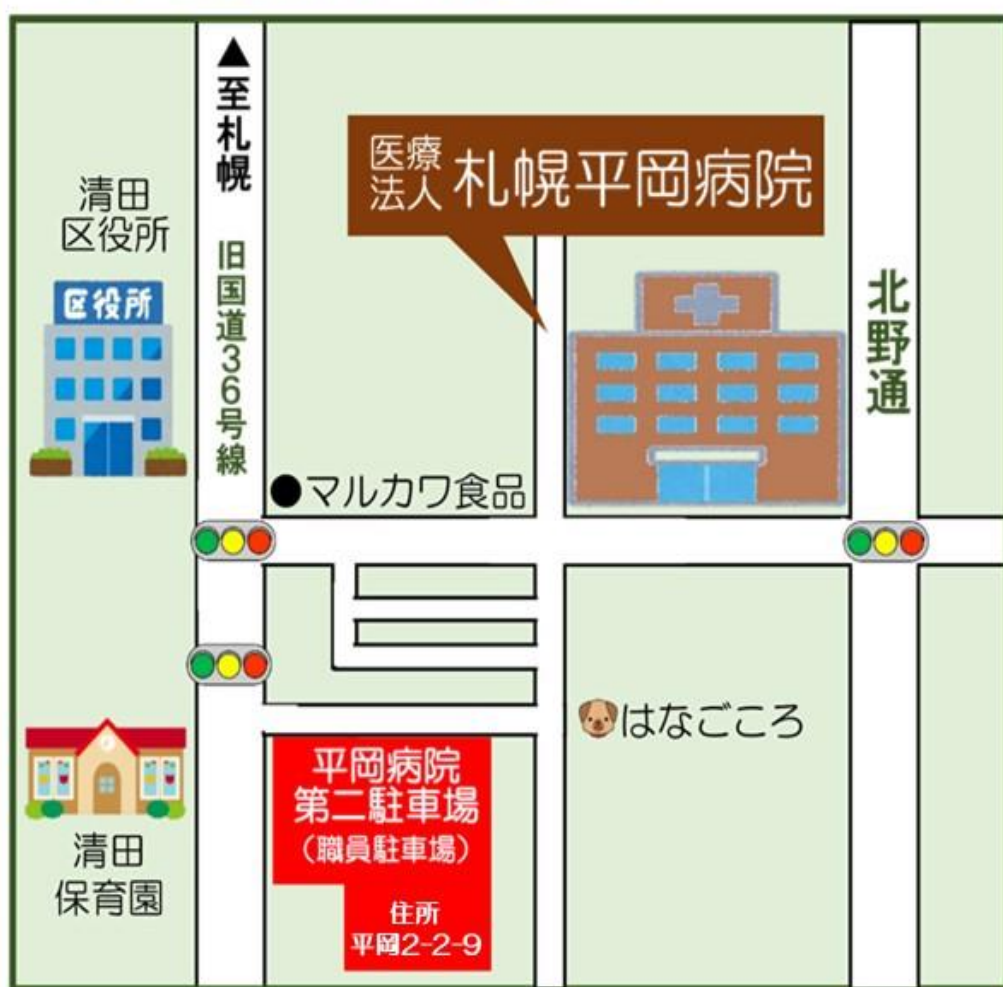 ▲至札幌
旧国道36号線
医療
法人
札幌平岡病院
清田
区役所
区役所
北野通
●マルカワ食品
はなごころ
平岡病院
第二駐車場
（職員駐車場）
住所
平岡2-2-9
清田
保育園